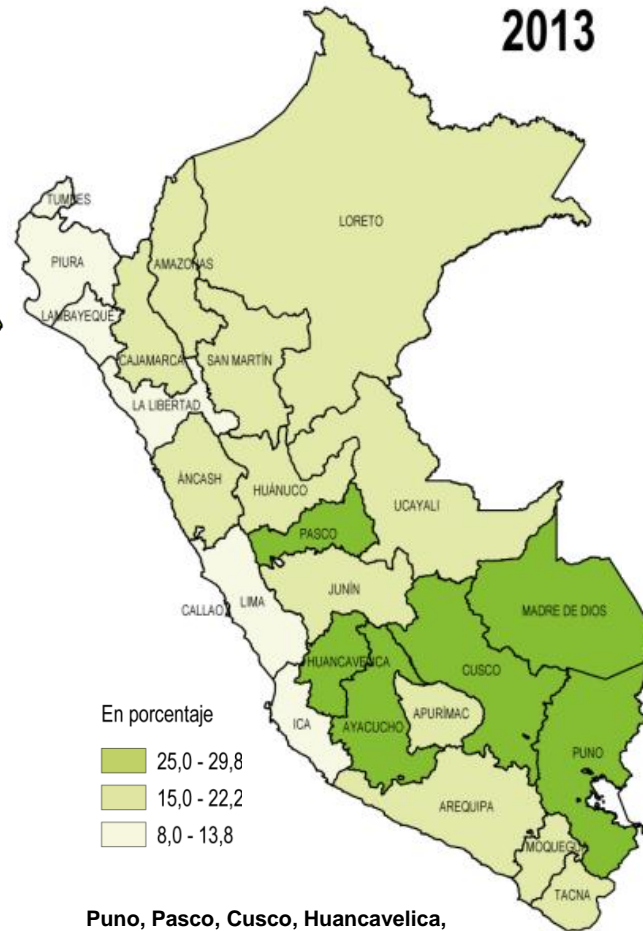 2013
TUMBES
PIURA
LORETO
AMAZONAS
LAMBAYEQUE
CAJAMARCA
SAN MARTÍN
LA LIBERTAD
ÁNCASH
HUÁNUCO
UCAYALI
PASCO
JUNÍN
CALLAO
LIMA
MADRE DE DIOS
HUANCAVELICA
CUSCO
ICA
AYACUCHO
APURÍMAC
PUNO
En porcentaje
25,0 - 29,8
15,0 - 22,2
8,0 - 13,8
AREQUIPA
MOQUEGUA
TACNA
Puno, Pasco, Cusco, Huancavelica,